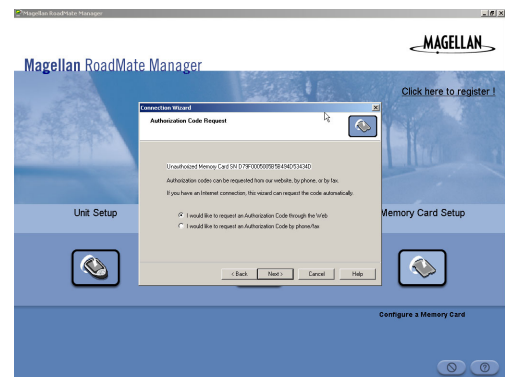 Magellan RoadMate Manager
MAGELLAN
Magellan RoadMate Manager
Click here to register !
Connection Wizard
Authorization Code Request
Unauthorized Memory Card SN D79F0005005B5B494D53434D
Authorization codes can be requested from our website, by phone, or by fax.
If you have an Internet connection, this wizard can request the code automatically.
I would like to request an Authorization Code through the Web
I would like to request an Authorization Code by phone/fax
< Back
Next >
Cancel
Help
Unit Setup
Memory Card Setup
Configure a Memory Card